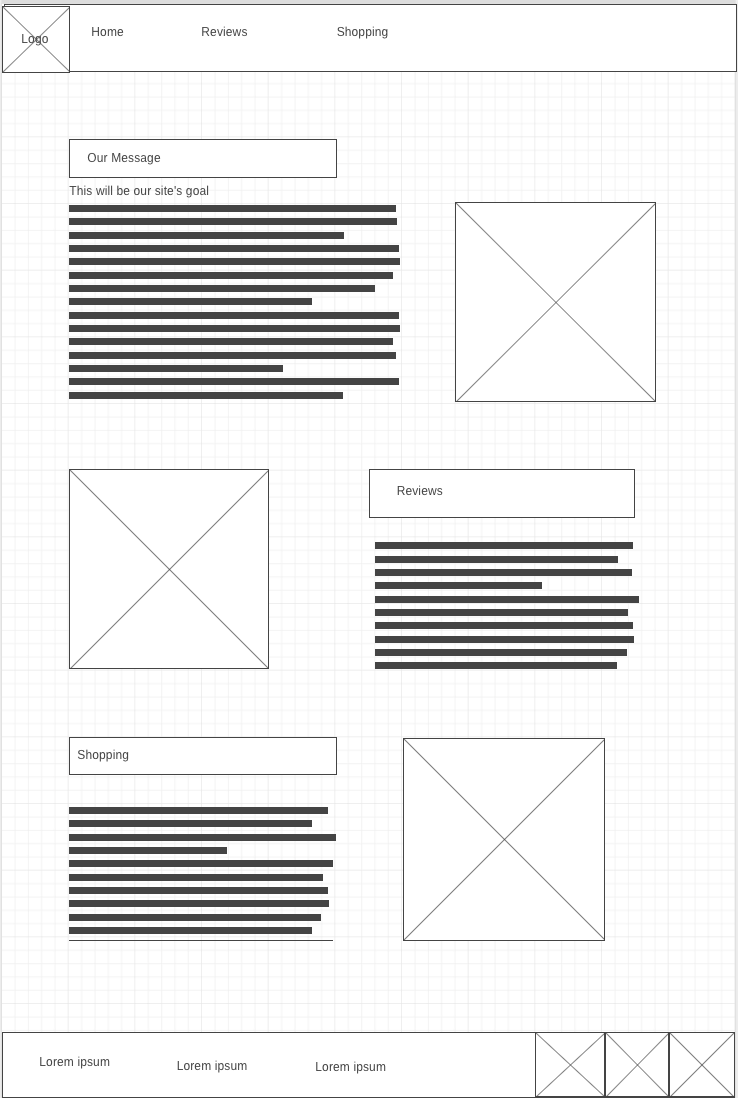 Logo
Home
Reviews
Shopping
Our Message
This will be our site's goal
Reviews
Shopping
Lorem ipsum
Lorem ipsum
Lorem ipsum